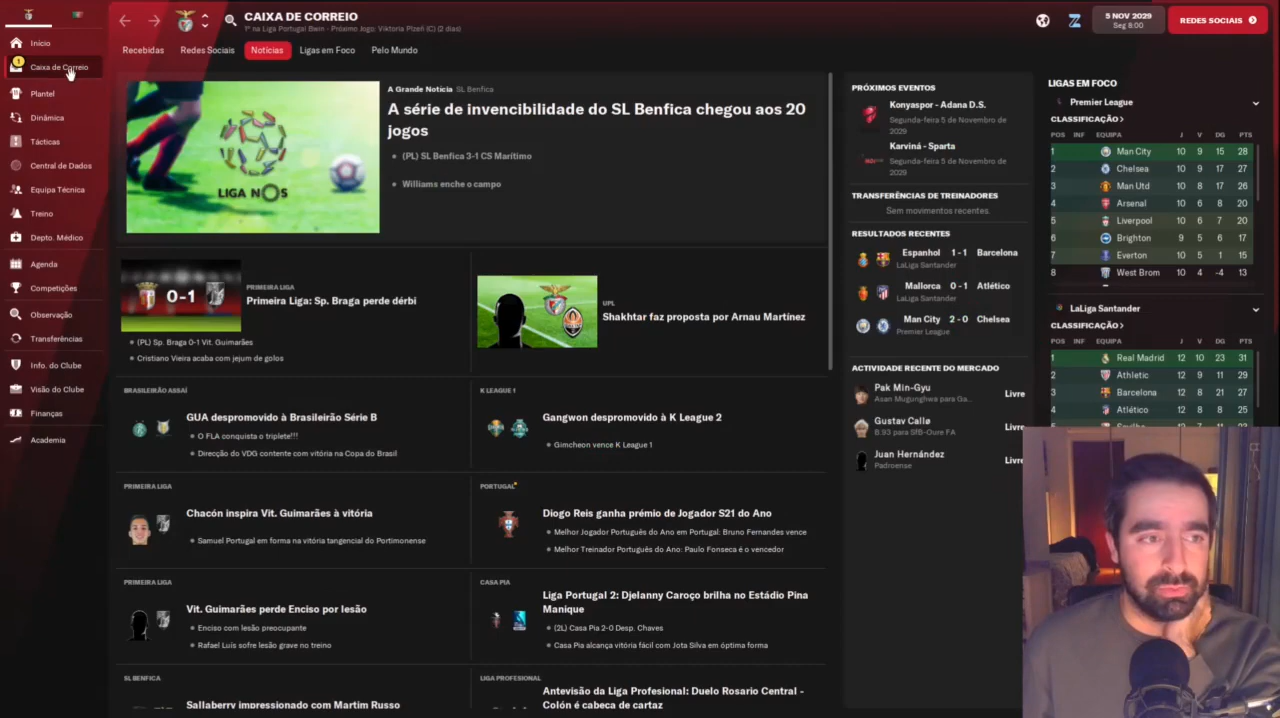 CAIXA DE CORREIO
1º na Liga Portugal Bwin - Próximo Jogo: Viktoria Plzeň (C) (2 dias)
5 NOV 2029
Seg 8:00
REDES SOCIAIS
Início
1
Caixa de Correio
Plantel
Dinâmica
Tácticas
Central de Dados
Equipa Técnica
Treino
Depto. Médico
Agenda
Competições
Observação
Transferências
Info. do Clube
Visão do Clube
Finanças
Academia
Recebidas
Redes Sociais
Notícias
Ligas em Foco
Pelo Mundo
LIGA NOS
A Grande Notícia SL Benfica
A série de invencibilidade do SL Benfica chegou aos 20
jogos
(PL) SL Benfica 3-1 CS Marítimo
Williams enche o campo
0-1
PRIMEIRA LIGA
Primeira Liga: Sp. Braga perde dérbi
(PL) Sp. Braga 0-1 Vit. Guimarães
Cristiano Vieira acaba com jejum de golos
UPL
Shakhtar faz proposta por Arnau Martínez
BRASILEIRÃO ASSAÍ
GUA despromovido à Brasileirão Série B
O FLA conquista o triplete!!!
Direcção do VDG contente com vitória na Copa do Brasil
K LEAGUE 1
Gangwon despromovido à K League 2
Gimcheon vence K League 1
PRIMEIRA LIGA
Chacón inspira Vit. Guimarães à vitória
Samuel Portugal em forma na vitória tangencial do Portimonense
PORTUGAL
Diogo Reis ganha prémio de Jogador S21 do Ano
Melhor Jogador Português do Ano em Portugal: Bruno Fernandes vence
Melhor Treinador Português do Ano: Paulo Fonseca é o vencedor
PRIMEIRA LIGA
Vit. Guimarães perde Enciso por lesão
Enciso com lesão preocupante
Rafael Luís sofre lesão grave no treino
CASA PIA
Liga Portugal 2: Djelanny Caroço brilha no Estádio Pina
Manique
(2L) Casa Pia 2-0 Desp. Chaves
Casa Pia alcança vitória fácil com Jota Silva em óptima forma
SL BENFICA
Sallaberry impressionado com Martim Russo
LIGA PROFESIONAL
Antevisão da Liga Profesional: Duelo Rosario Central -
Colón é cabeça de cartaz
PRÓXIMOS EVENTOS
Konyaspor - Adana D.S.
Segunda-feira 5 de Novembro de
2029
Karviná - Sparta
Segunda-feira 5 de Novembro de
2029
TRANSFERÊNCIAS DE TREINADORES
Sem movimentos recentes.
RESULTADOS RECENTES
Espanhol 1-1 Barcelona
LaLiga Santander
Mallorca 0-1 Atlético
LaLiga Santander
Man City 2-0 Chelsea
Premier League
ACTIVIDADE RECENTE DO MERCADO
Pak Min-Gyu
Asan Mugunghwa para Ga...
Livre
Gustav Callø
B.93 para SfB-Oure FA
Livre
Juan Hernández
Padroense
Livre
LIGAS EM FOCO
Premier League
CLASSIFICAÇÃO
POS INF EQUIPA J V DG PTS
1 Man City 10 9 15 28
2 Chelsea 10 9 17 27
3 Man Utd 10 8 17 26
4 Arsenal 10 6 8 20
5 Liverpool 10 6 7 20
6 Brighton 9 5 6 17
7 Everton 10 5 1 15
8 West Brom 10 4 -4 13
LaLiga Santander
CLASSIFICAÇÃO
POS INF EQUIPA J V DG PTS
1 Real Madrid 12 10 23 31
2 Athletic 12 9 11 29
3 Barcelona 12 8 21 27
4 Atlético 12 8 8 25